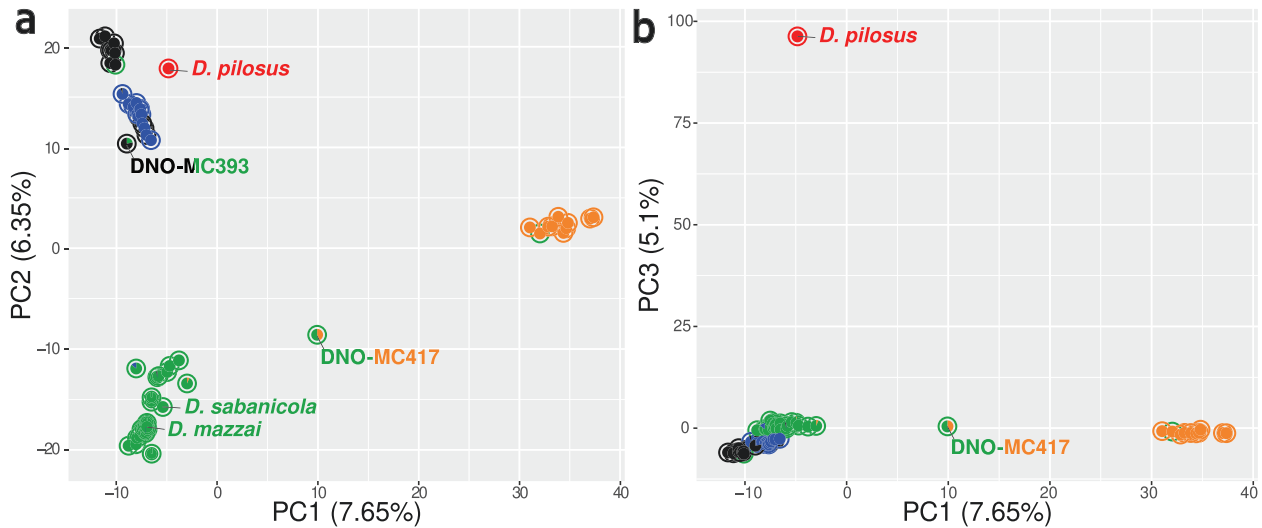 a
20
10
0
−10
−20
PC2 (6.35%)
D. pilosus
DNO-MC393
DNO-MC417
D. sabanicola
D. mazzai
−10
0
10
20
30
40
PC1 (7.65%)
b
100
75
50
25
0
PC3 (5.1%)
D. pilosus
DNO-MC417
−10
0
10
20
30
40
PC1 (7.65%)